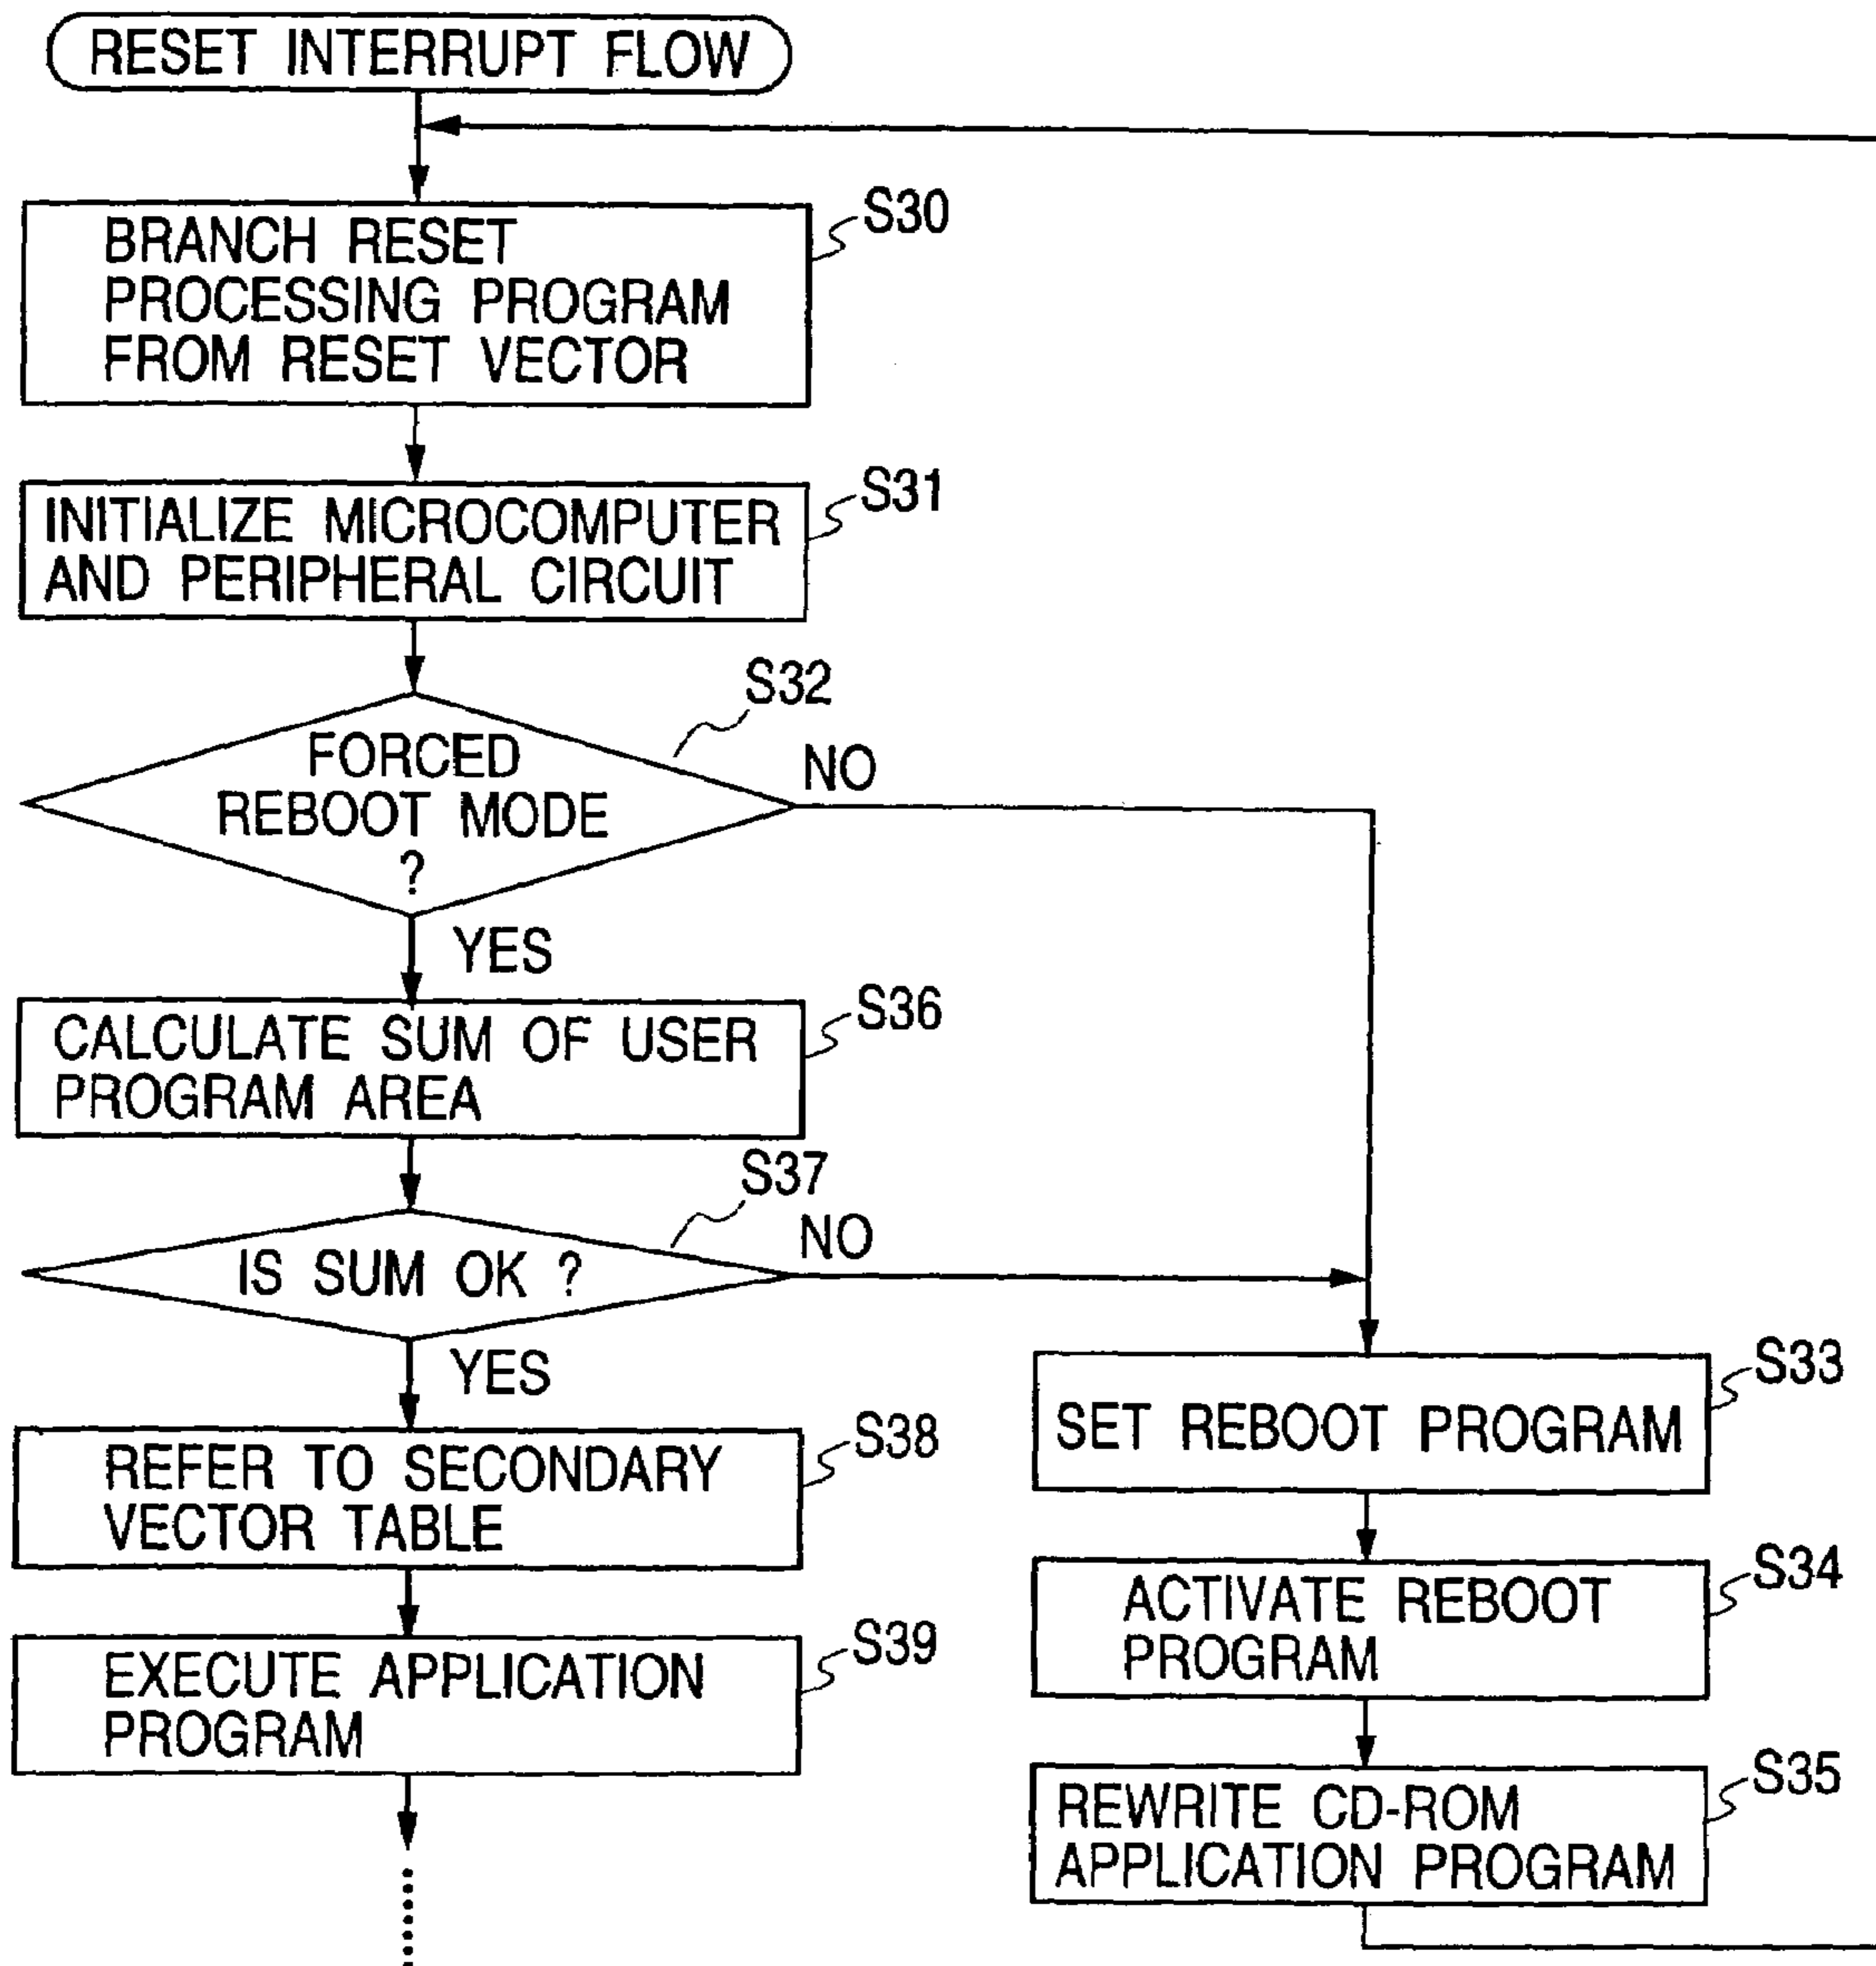 RESET INTERRUPT FLOW
BRANCH RESET
PROCESSING PROGRAM
FROM RESET VECTOR
S30
INITIALIZE MICROCOMPUTER
AND PERIPHERAL CIRCUIT
S31
FORCED
REBOOT MODE
?
S32
NO
YES
CALCULATE SUM OF USER
PROGRAM AREA
S36
IS SUM OK ?
S37
NO
YES
REFER TO SECONDARY
VECTOR TABLE
S38
EXECUTE APPLICATION
PROGRAM
S39
SET REBOOT PROGRAM
S33
ACTIVATE REBOOT
PROGRAM
S34
REWRITE CD-ROM
APPLICATION PROGRAM
S35